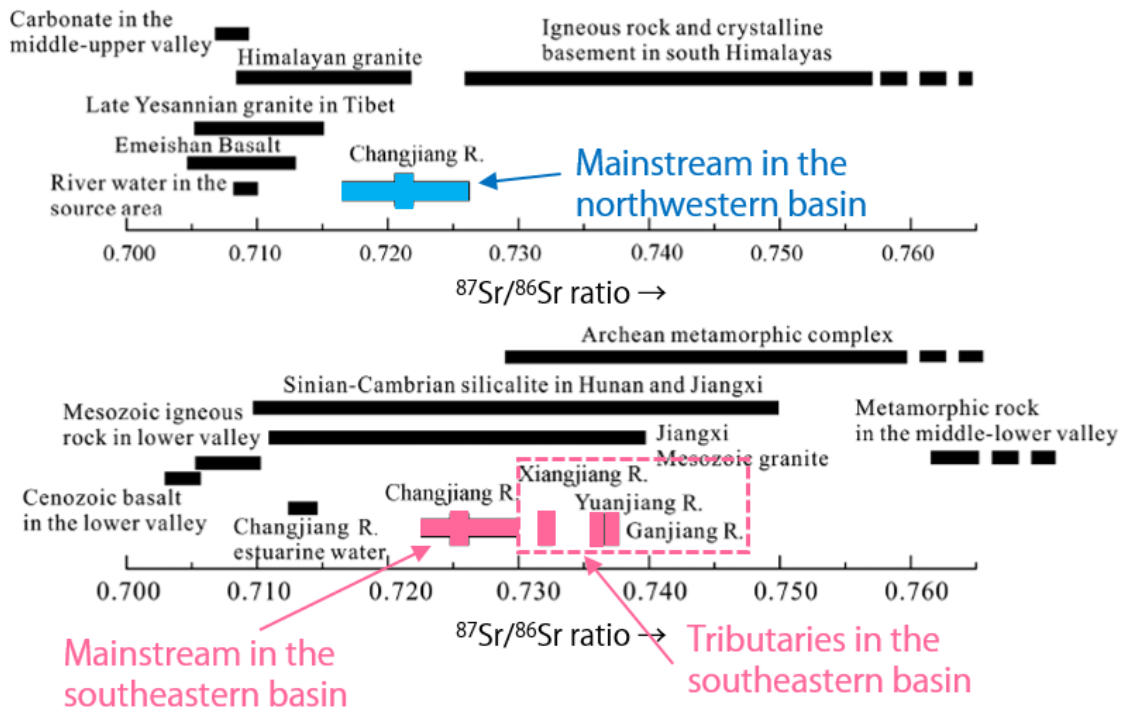 Carbonate in the
middle-upper valley
Igneous rock and crystalline
basement in south Himalayas
Himalayan granite
Late Yesannian granite in Tibet
Emeishan Basalt
Changjiang R.
River water in the
source area
Mainstream in the
northwestern basin
0.700 0.710 0.720 0.730 0.740 0.750 0.760
⁸⁷Sr/⁸⁶Sr ratio →
Archean metamorphic complex
Sinian-Cambrian silicalite in Hunan and Jiangxi
Mesozoic igneous
rock in lower valley
Metamorphic rock
in the middle-lower valley
Jiangxi
Mesozoic granite
Cenozoic basalt
in the lower valley
Changjiang R.
estuarine water
Changjiang R.
Xiangjiang R.
Yuanjiang R.
Ganjiang R.
0.700 0.710 0.720 0.730 0.740 0.750 0.760
⁸⁷Sr/⁸⁶Sr ratio →
Mainstream in the
southeastern basin
Tributaries in the
southeastern basin